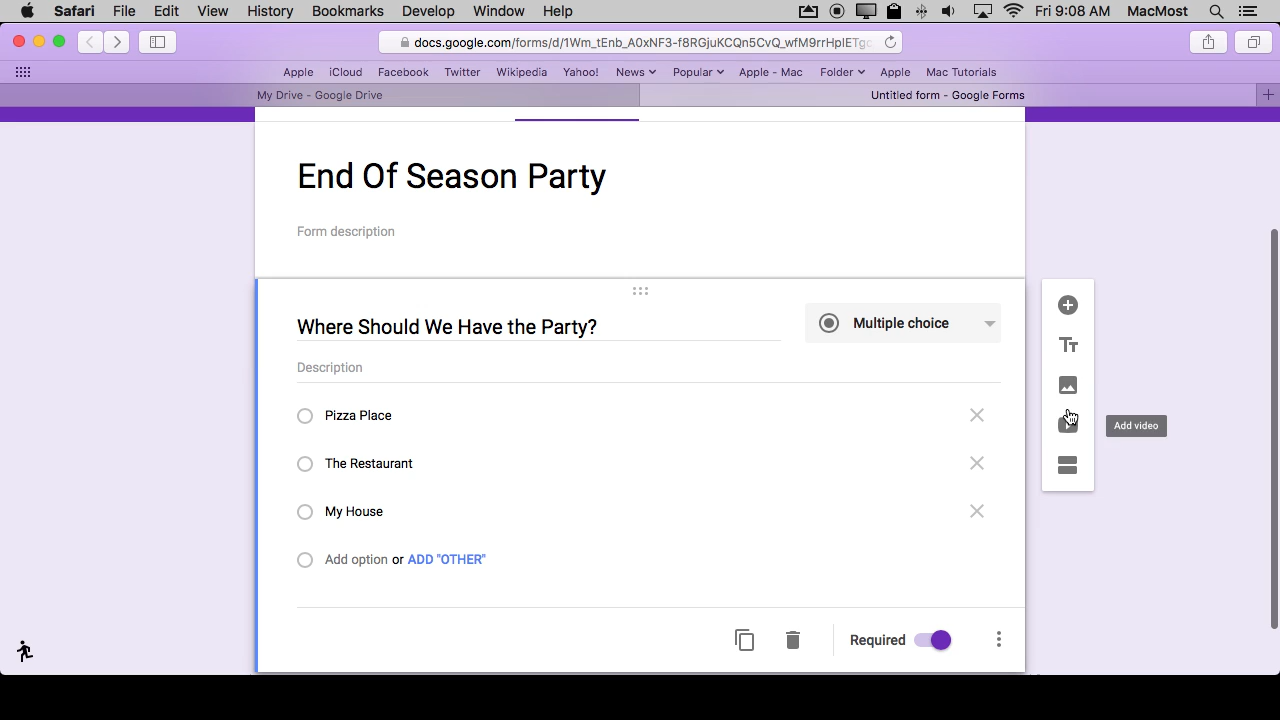 Safari File Edit View History Bookmarks Develop Window Help Fri 9:08 AM MacMost
docs.google.com/forms/d/1Wm_tEnb_A0xNF3-f8RGjuKCQn5CvQ_wfM9rrHpIETgc
Apple iCloud Facebook Twitter Wikipedia Yahoo! News Popular Apple - Mac Folder Apple Mac Tutorials
My Drive - Google Drive Untitled form - Google Forms
End Of Season Party
Form description
Where Should We Have the Party? Multiple choice
Description
Pizza Place
The Restaurant
My House
Add option or ADD "OTHER"
Required
Tт
Add video